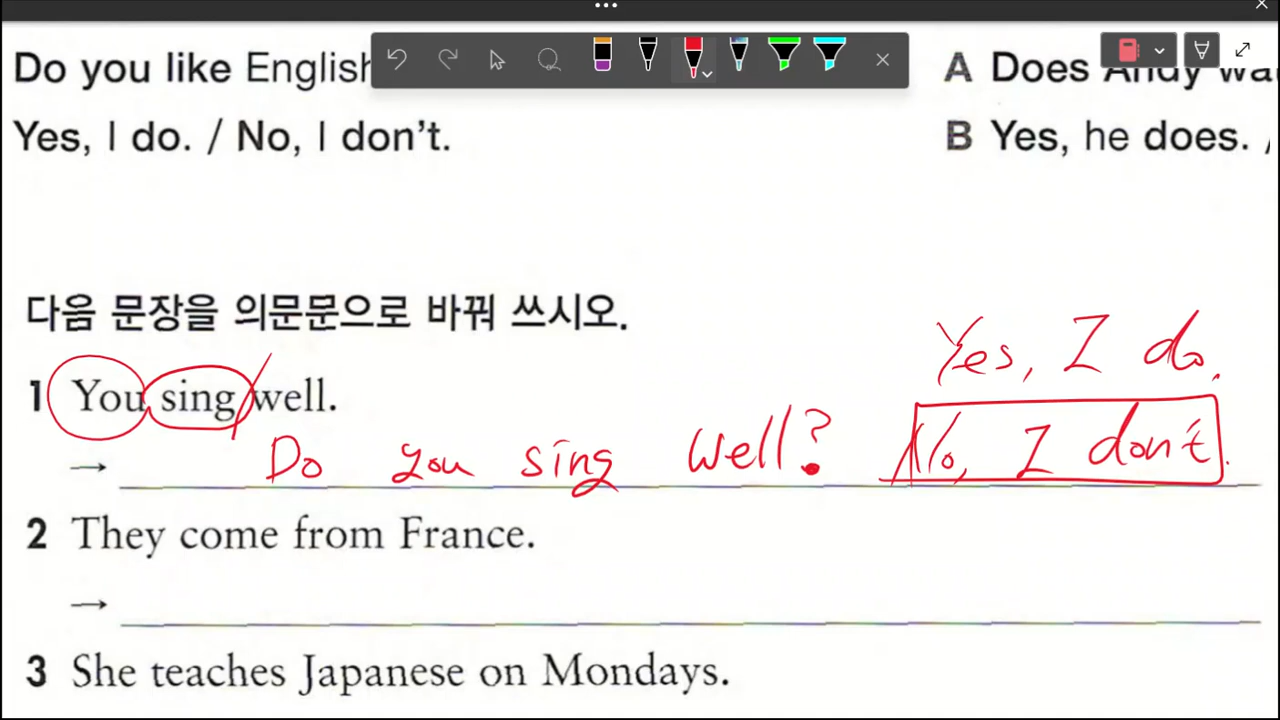 Do you like English
A Does Andy wa
Yes, I do. / No, I don't.
B Yes, he does. /
다음 문장을 의문문으로 바꿔 쓰시오.
Yes, I do.
1 You sing well.
→ Do you sing well? No, I don't.
2 They come from France.
→
3 She teaches Japanese on Mondays.